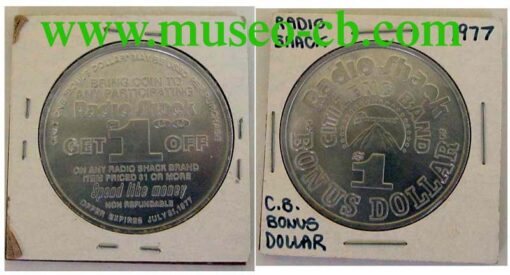 www.museo-cb.com
BRING COIN TO
ANY PARTICIPATING
Radio Shack
GET $1 OFF
ON ANY RADIO SHACK BRAND
ITEM PRICED $1 OR MORE
Spend like money
NON REFUNDABLE
OFFER EXPIRES JULY 31, 1977
RADIO
SHACK
1977
Radio Shack
CITIZENS BAND
$1
BONUS DOLLAR
C.B.
BONUS
DOLLAR